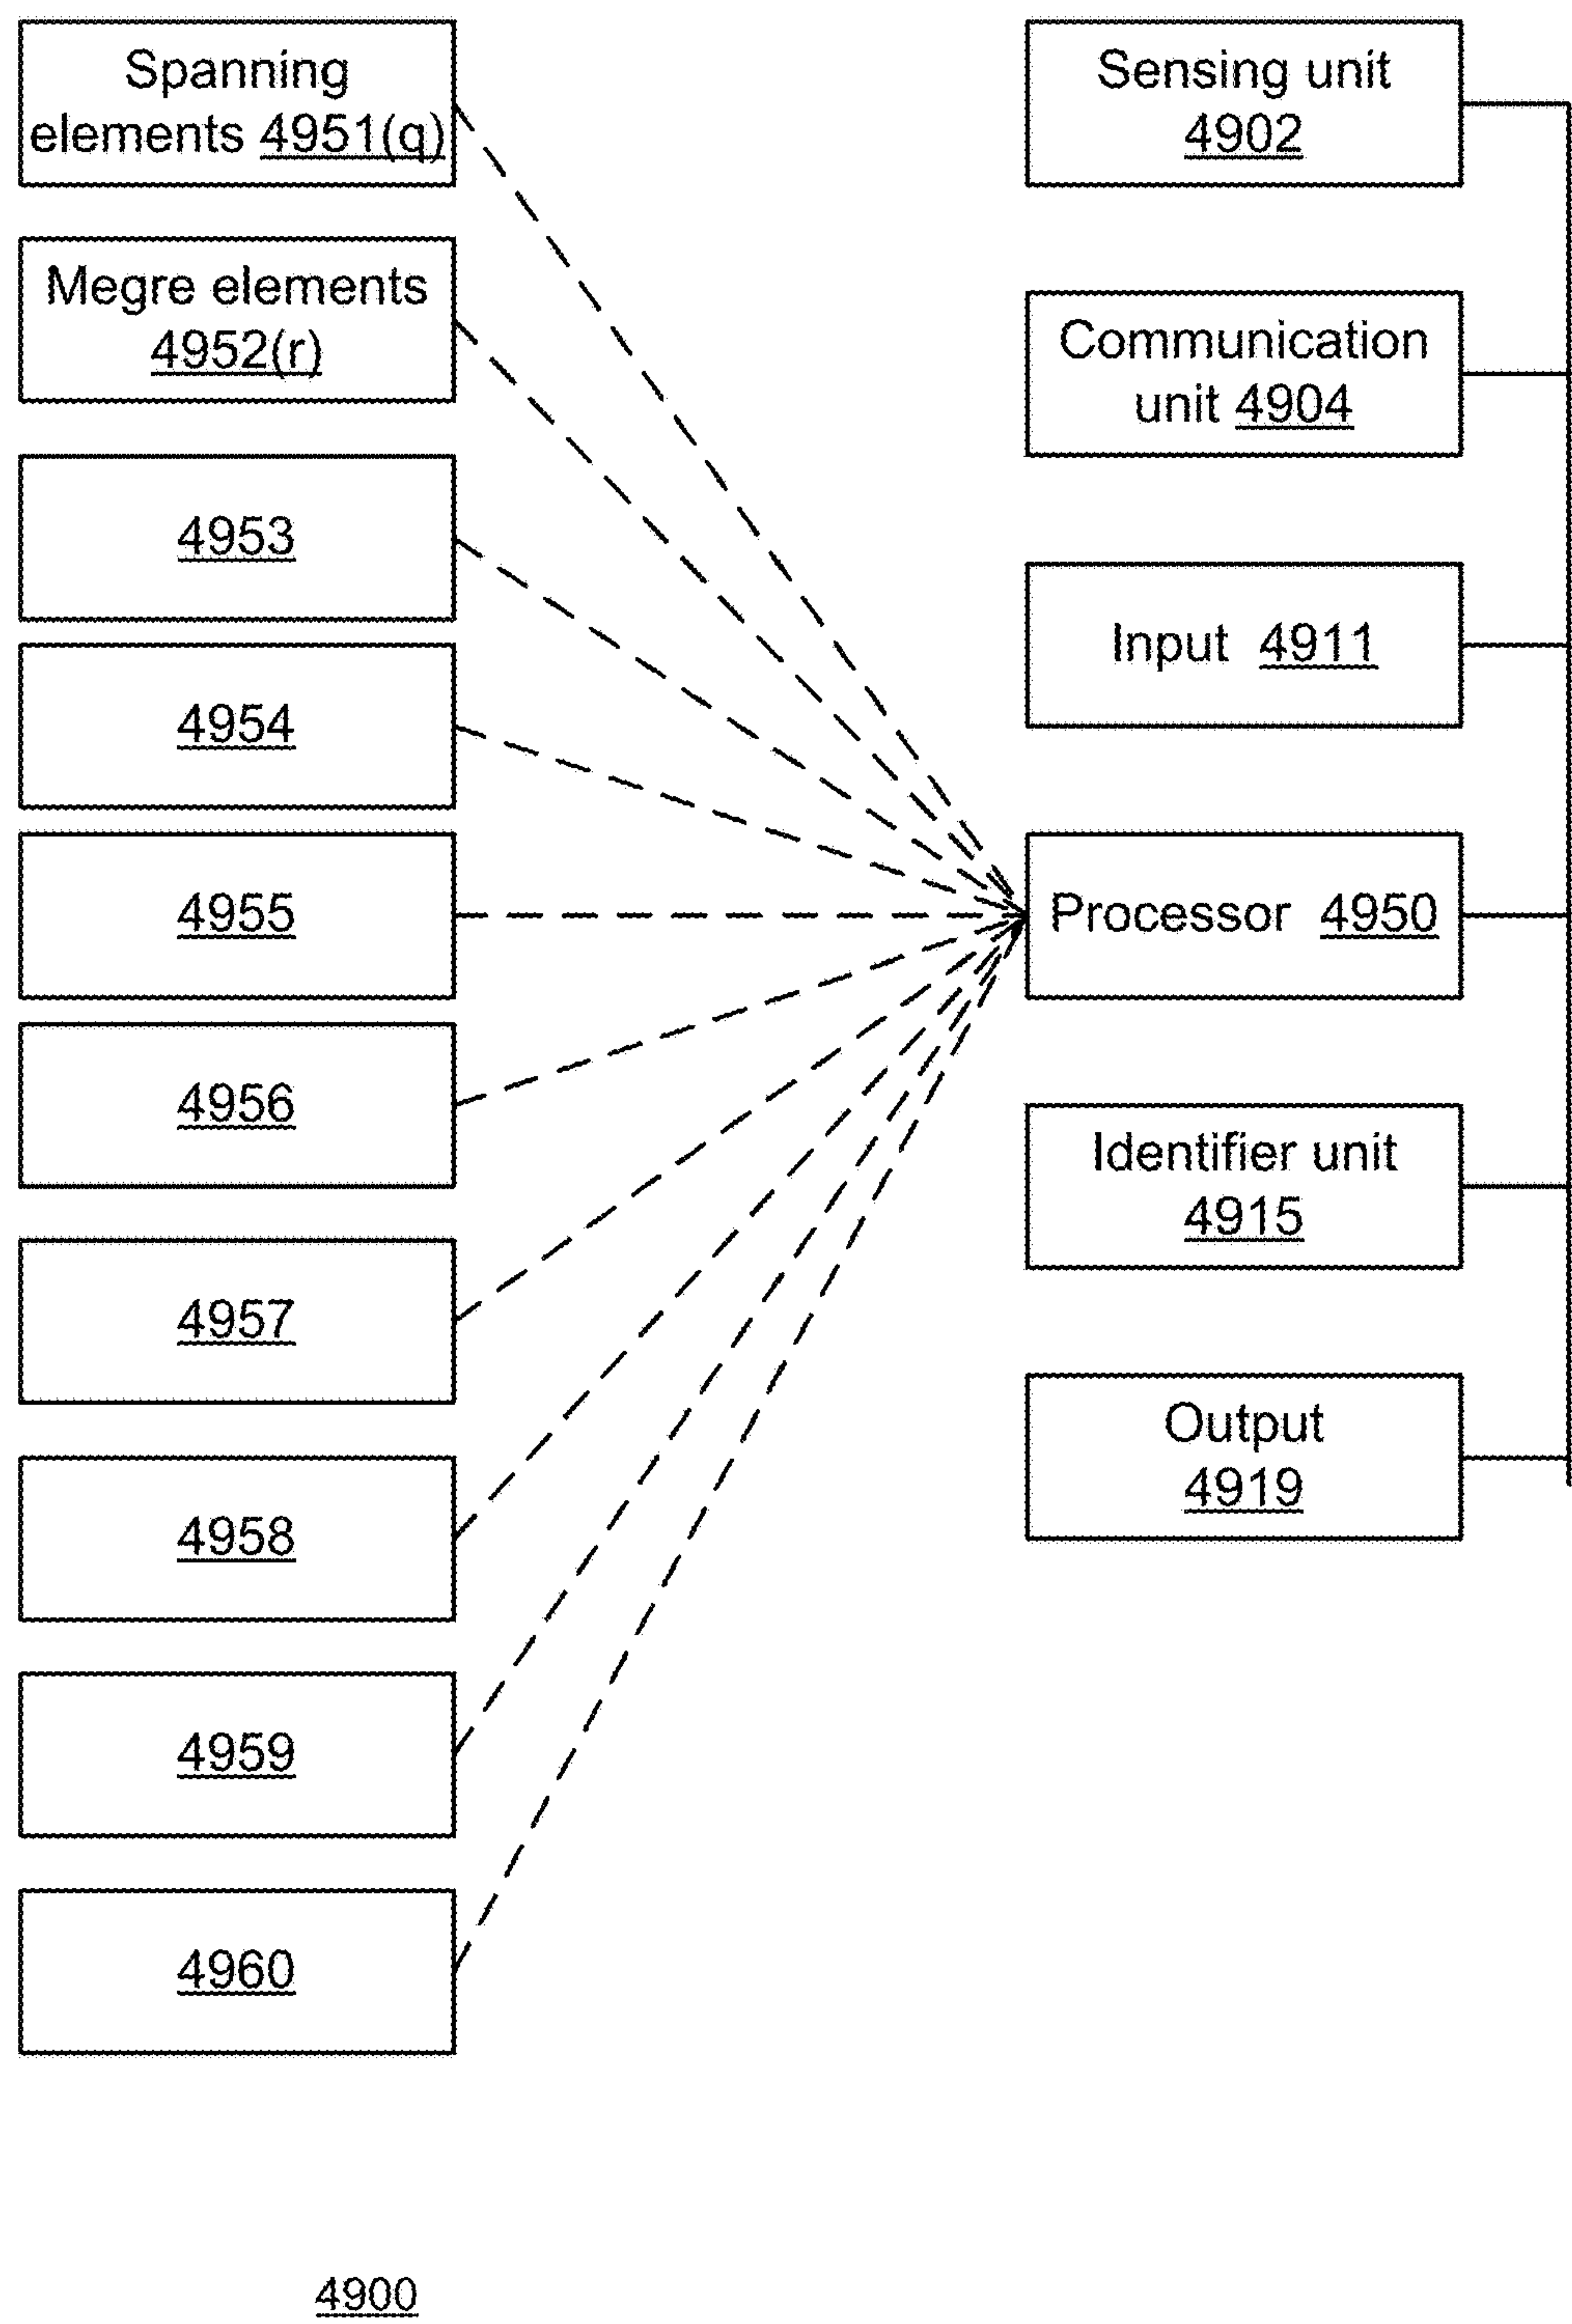 Spanning
elements 4951(q)
Megre elements
4952(r)
4953
4954
4955
4956
4957
4958
4959
4960
Sensing unit
4902
Communication
unit 4904
Input 4911
Processor 4950
Identifier unit
4915
Output
4919
4900